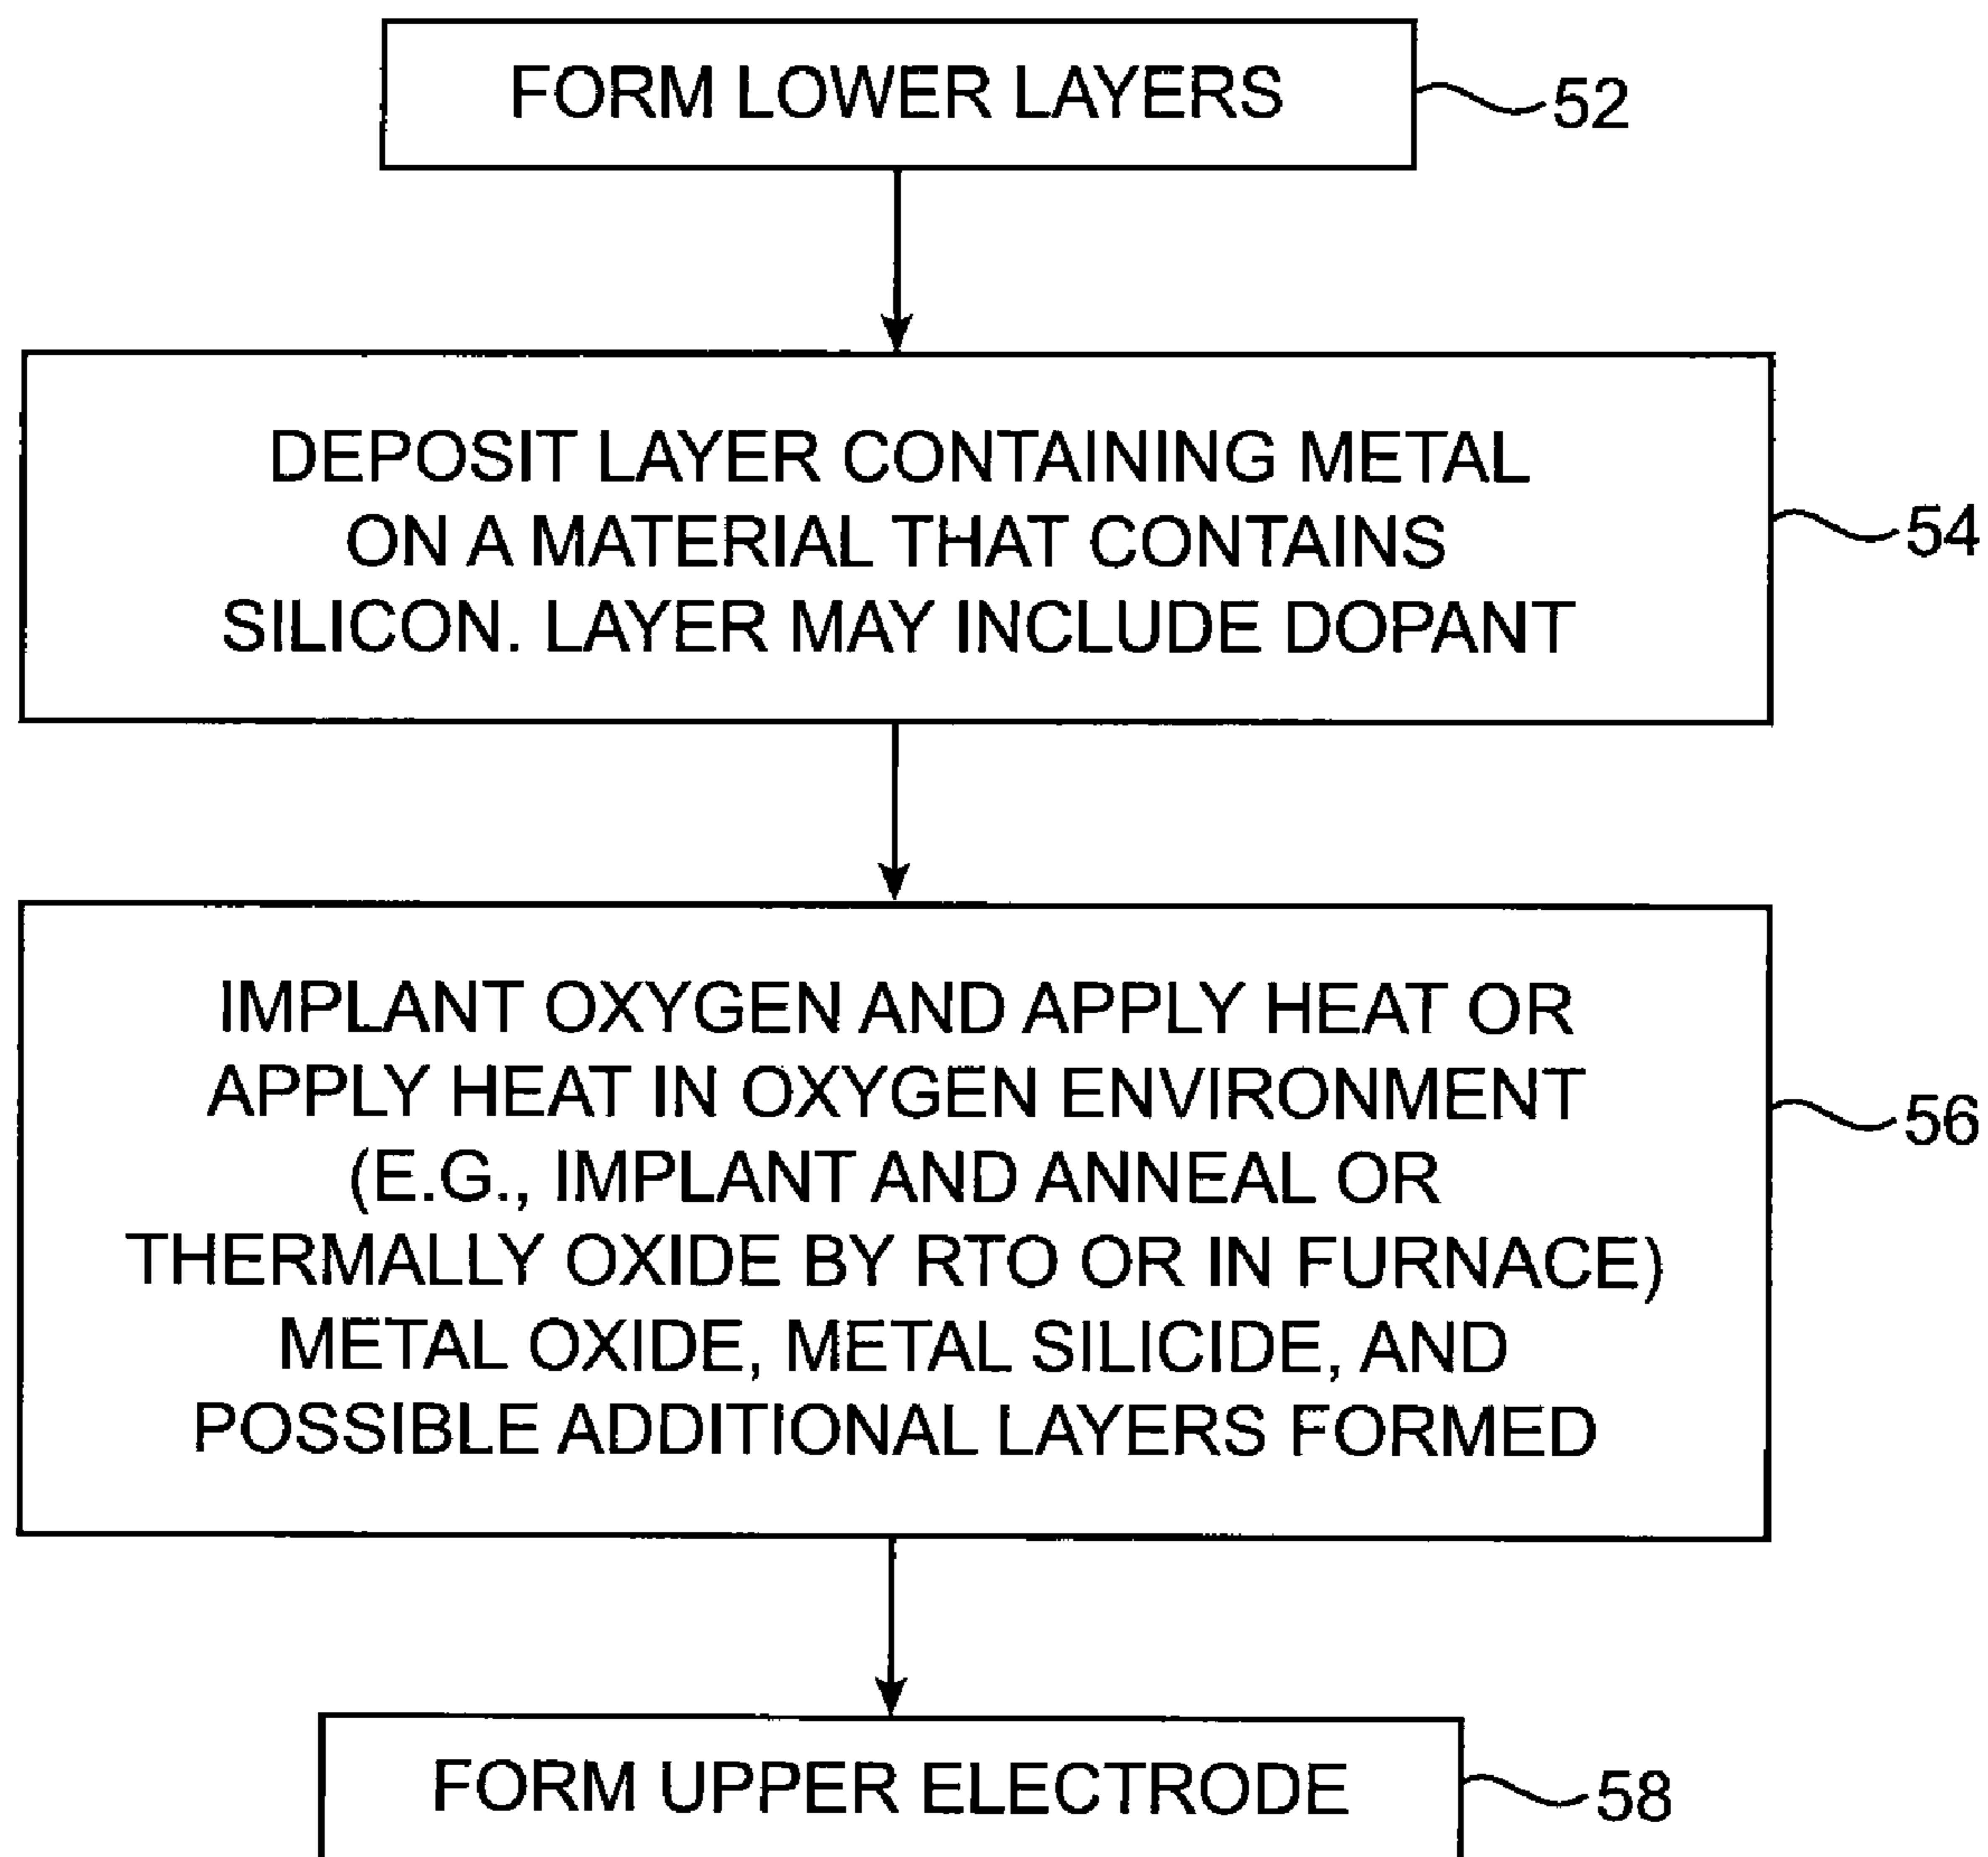 FORM LOWER LAYERS
52
DEPOSIT LAYER CONTAINING METAL
ON A MATERIAL THAT CONTAINS
SILICON. LAYER MAY INCLUDE DOPANT
54
IMPLANT OXYGEN AND APPLY HEAT OR
APPLY HEAT IN OXYGEN ENVIRONMENT
(E.G., IMPLANT AND ANNEAL OR
THERMALLY OXIDE BY RTO OR IN FURNACE)
METAL OXIDE, METAL SILICIDE, AND
POSSIBLE ADDITIONAL LAYERS FORMED
56
FORM UPPER ELECTRODE
58